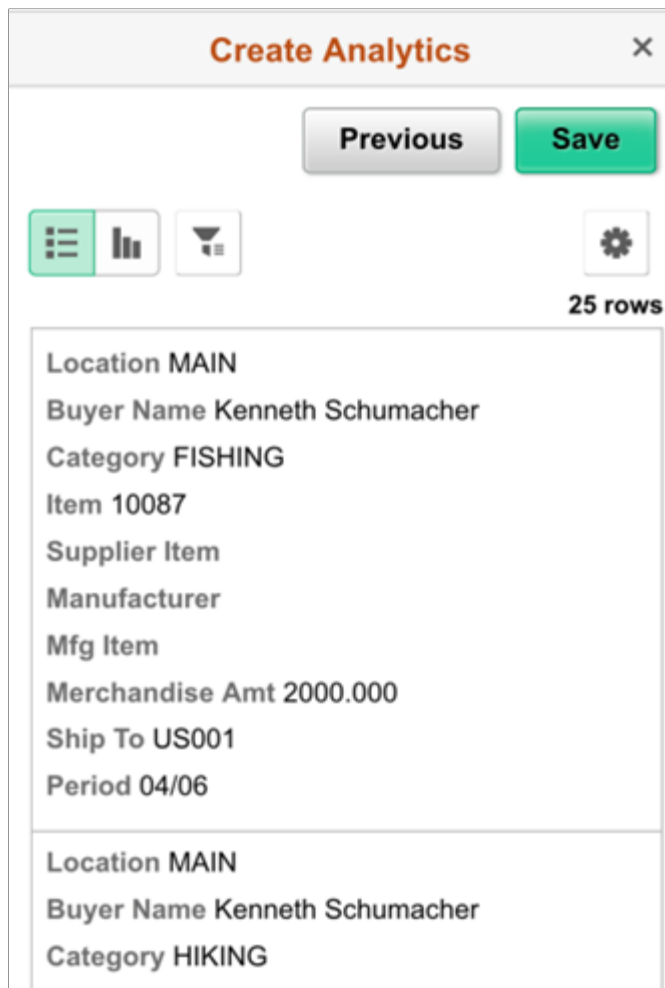 Create Analytics
Previous Save
25 rows
Location MAIN
Buyer Name Kenneth Schumacher
Category FISHING
Item 10087
Supplier Item
Manufacturer
Mfg Item
Merchandise Amt 2000.000
Ship To US001
Period 04/06
Location MAIN
Buyer Name Kenneth Schumacher
Category HIKING